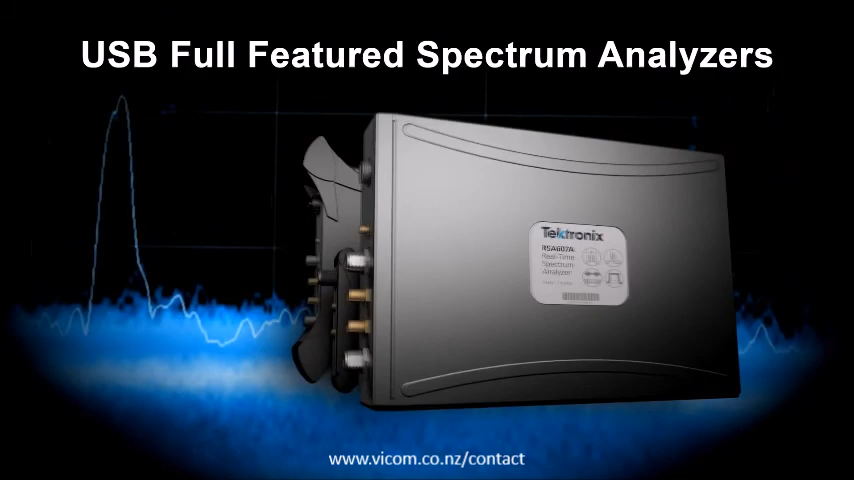 USB Full Featured Spectrum Analyzers
Tektronix
RSA607A
Real-Time
Spectrum
Analyzer
www.vicom.co.nz/contact